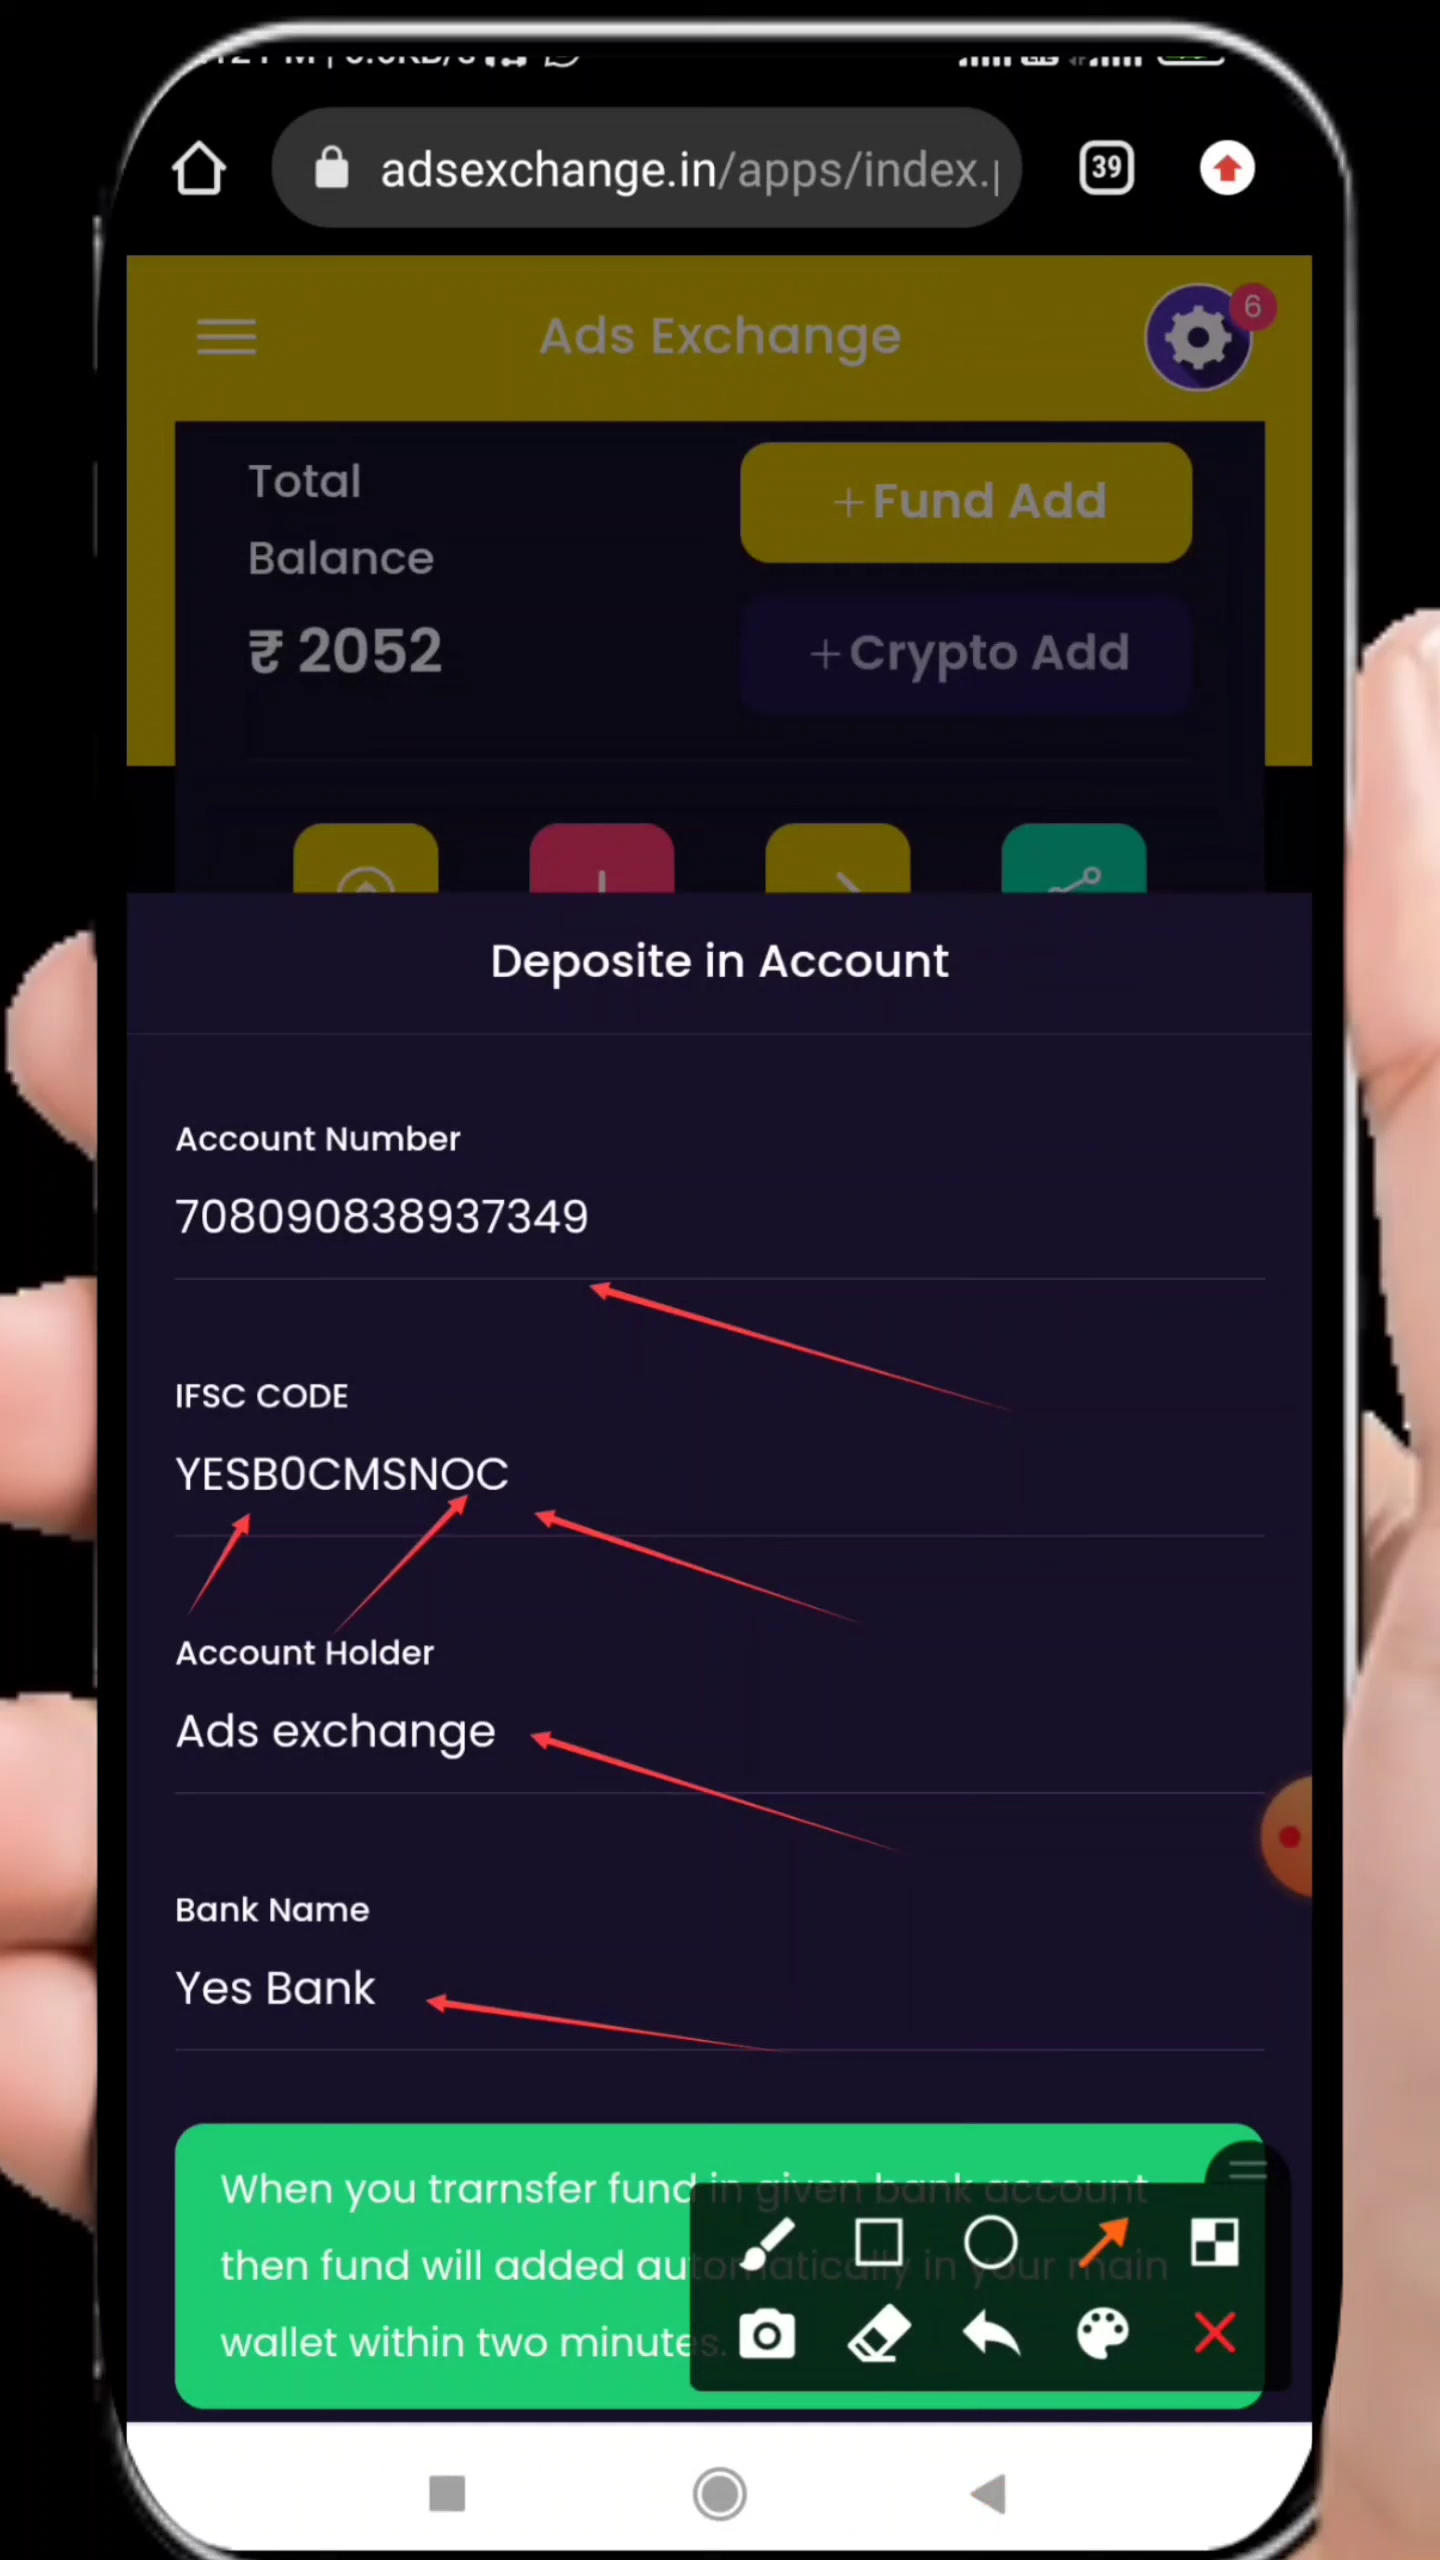 adsexchange.in/apps/index.
39
Ads Exchange
6
Total
Balance
₹ 2052
+Fund Add
+Crypto Add
Deposite in Account
Account Number
708090838937349
IFSC CODE
YESB0CMSNOC
Account Holder
Ads exchange
Bank Name
Yes Bank
When you trarnsfer fund in given bank account
then fund will added automatically in your main
wallet within two minutes.